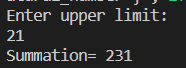 Enter upper limit:
21
Summation= 231